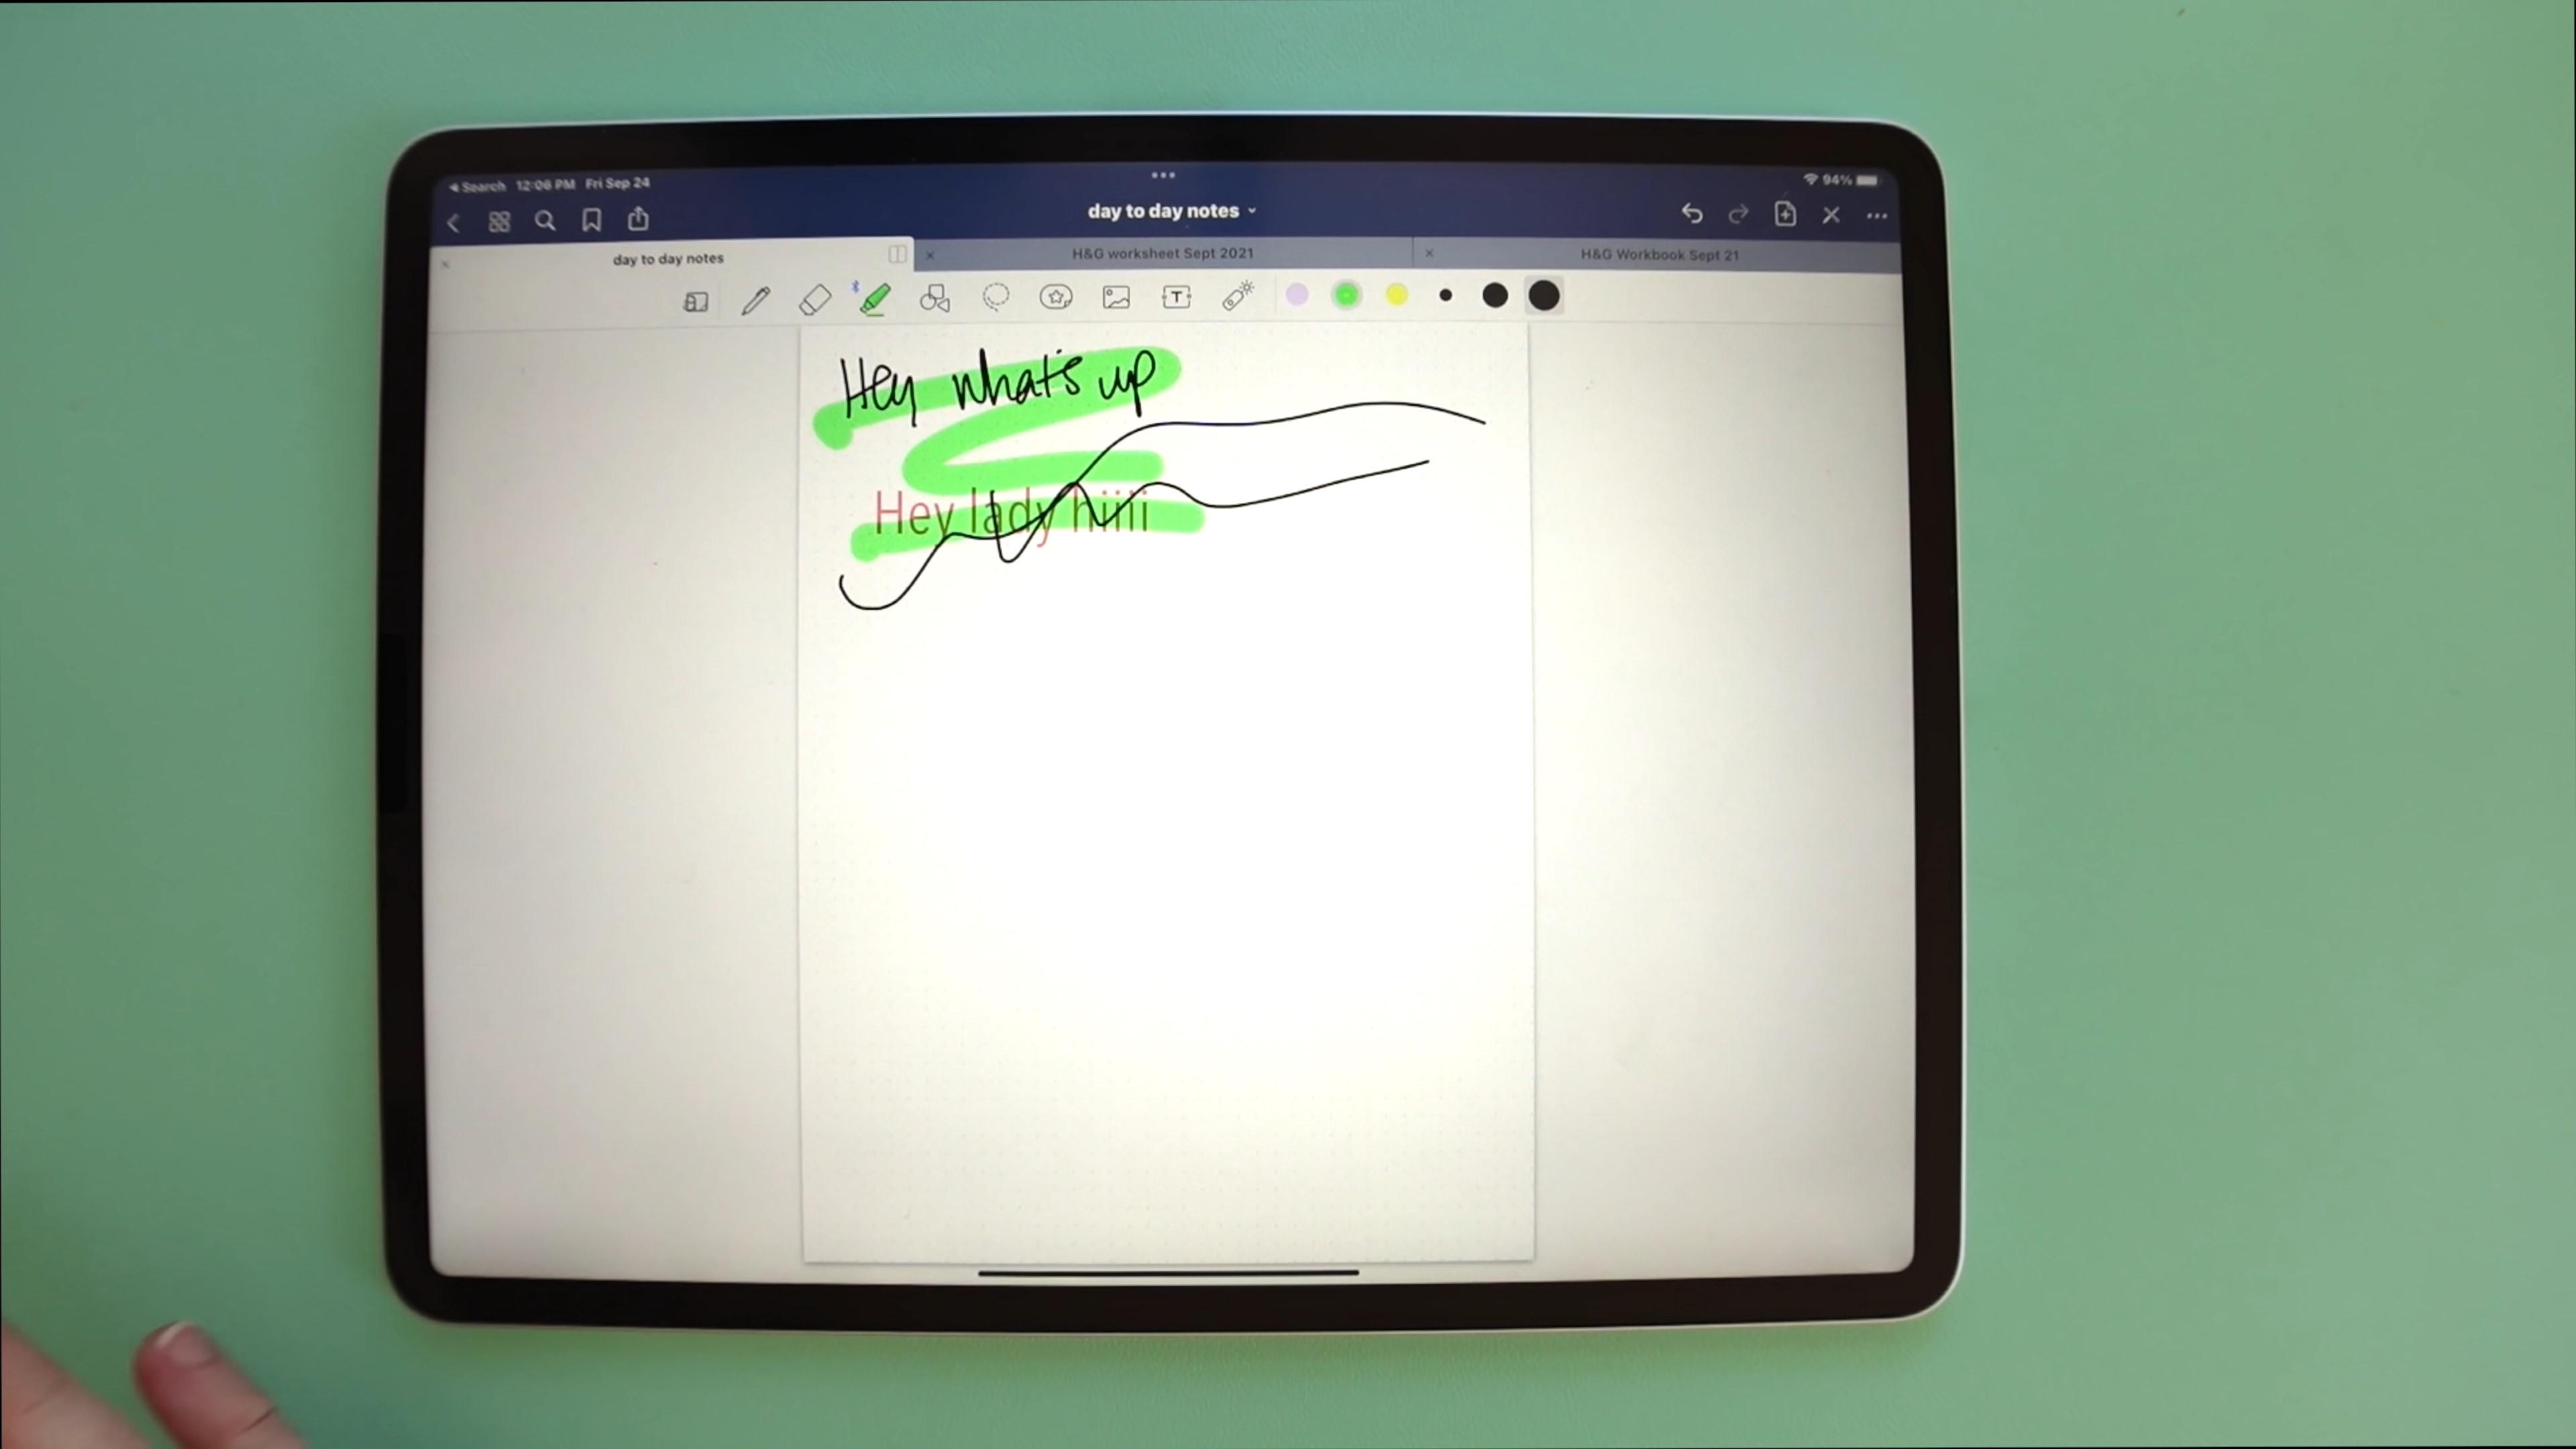 Search 12:06 PM Fri Sep 24
94%
day to day notes
day to day notes
H&G worksheet Sept 2021
H&G Workbook Sept 21
T
Hey what's up
Hey lady hiiii